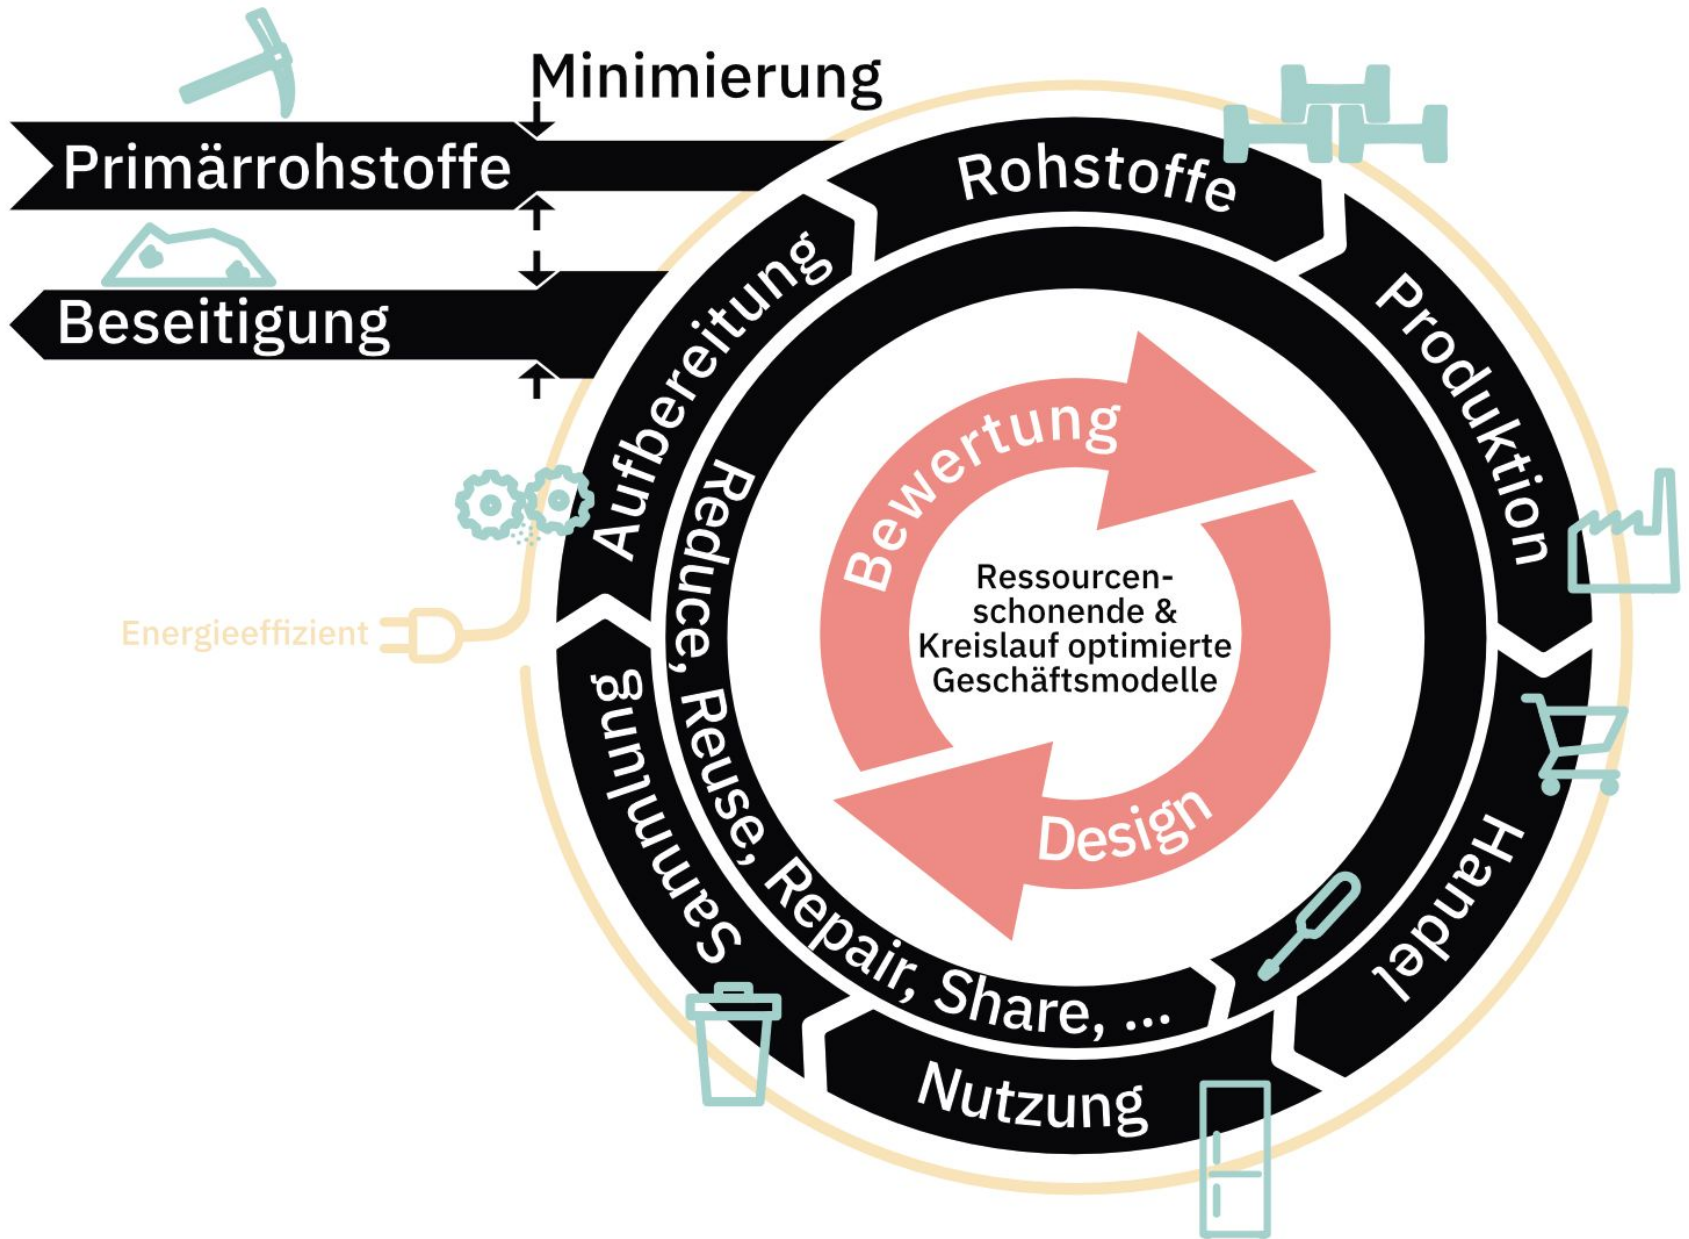 Minimierung
Primärrohstoffe
Beseitigung
Rohstoffe
Produktion
Handel
Nutzung
Sammlung
Aufbereitung
Reduce, Reuse, Repair, Share, ...
Bewertung
Design
Ressourcen-
schonende &
Kreislauf optimierte
Geschäftsmodelle
Energieeffizient